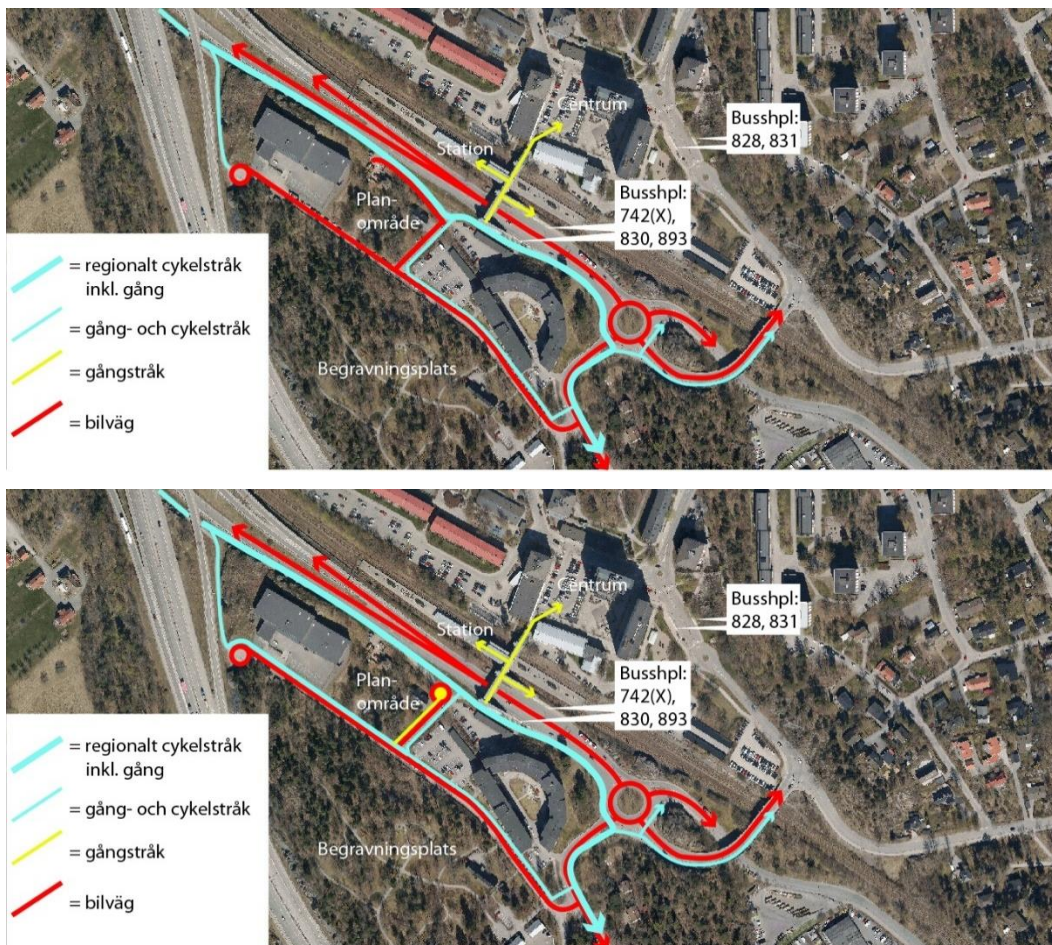 Centrum
Busshpl:
828, 831
Station
Busshpl:
742(X),
830, 893
Plan-
område
= regionalt cykelstråk
inkl. gång
= gång- och cykelstråk
= gångstråk
= bilväg
Begravningsplats
Centrum
Busshpl:
828, 831
Station
Busshpl:
742(X),
830, 893
Plan-
område
= regionalt cykelstråk
inkl. gång
= gång- och cykelstråk
= gångstråk
= bilväg
Begravningsplats